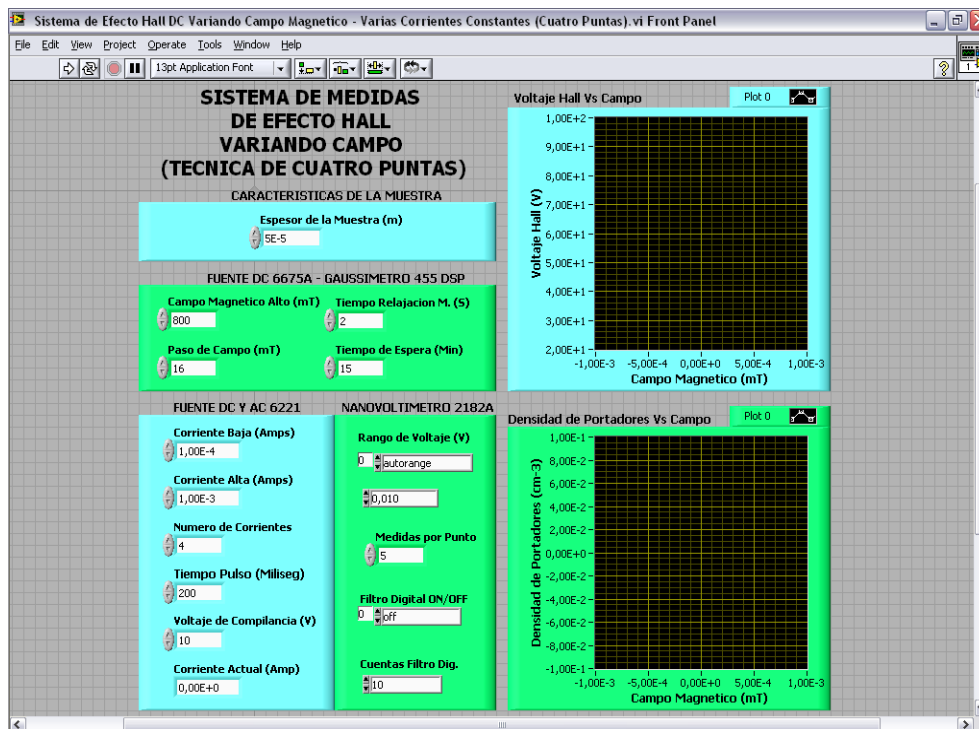 Sistema de Efecto Hall DC Variando Campo Magnetico - Varias Corrientes Constantes (Cuatro Puntas).vi Front Panel
File Edit View Project Operate Tools Window Help
13pt Application Font
?
1
SISTEMA DE MEDIDAS
DE EFECTO HALL
VARIANDO CAMPO
(TECNICA DE CUATRO PUNTAS)
CARACTERISTICAS DE LA MUESTRA
Espesor de la Muestra (m)
5E-5
FUENTE DC 6675A - GAUSSIMETRO 455 DSP
Campo Magnetico Alto (mT) Tiempo Relajacion M. (S)
800 2
Paso de Campo (mT) Tiempo de Espera (Min)
16 15
FUENTE DC Y AC 6221
Corriente Baja (Amps)
1,00E-4
Corriente Alta (Amps)
1,00E-3
Numero de Corrientes
4
Tiempo Pulso (Miliseg)
200
Voltaje de Compilancia (V)
10
Corriente Actual (Amp)
0,00E+0
NANOVOLTIMETRO 2182A
Rango de Voltaje (V)
0 autorange
0,010
Medidas por Punto
5
Filtro Digital ON/OFF
0 off
Cuentas Filtro Dig.
10
Voltaje Hall Vs Campo Plot 0
Voltaje Hall (V)
1,00E+2
9,00E+1
8,00E+1
7,00E+1
6,00E+1
5,00E+1
4,00E+1
3,00E+1
2,00E+1
-1,00E-3 -5,00E-4 0,00E+0 5,00E-4 1,00E-3
Campo Magnetico (mT)
Densidad de Portadores Vs Campo Plot 0
Densidad de Portadores (cm-3)
1,00E-1
8,00E-2
6,00E-2
4,00E-2
2,00E-2
0,00E+0
-2,00E-2
-4,00E-2
-6,00E-2
-8,00E-2
-1,00E-1
-1,00E-3 -5,00E-4 0,00E+0 5,00E-4 1,00E-3
Campo Magnetico (mT)